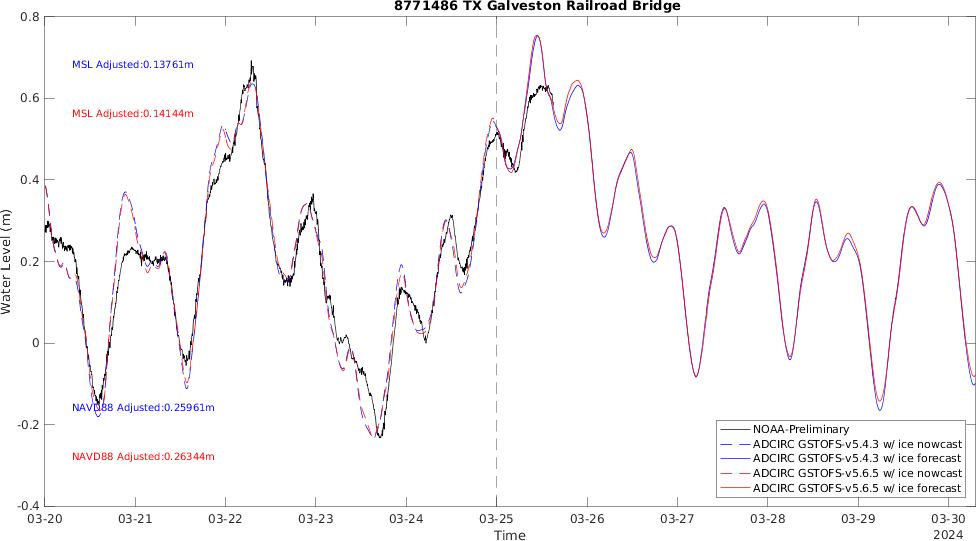 8771486 TX Galveston Railroad Bridge
0.8
0.6
0.4
0.2
0
-0.2
-0.4
Water Level (m)
MSL Adjusted:0.13761m
MSL Adjusted:0.14144m
NAVD88 Adjusted:0.25961m
NAVD88 Adjusted:0.26344m
NOAA-Preliminary
ADCIRC GSTOFS-v5.4.3 w/ ice nowcast
ADCIRC GSTOFS-v5.4.3 w/ ice forecast
ADCIRC GSTOFS-v5.6.5 w/ ice nowcast
ADCIRC GSTOFS-v5.6.5 w/ ice forecast
03-20 03-21 03-22 03-23 03-24 03-25 03-26 03-27 03-28 03-29 03-30
2024
Time